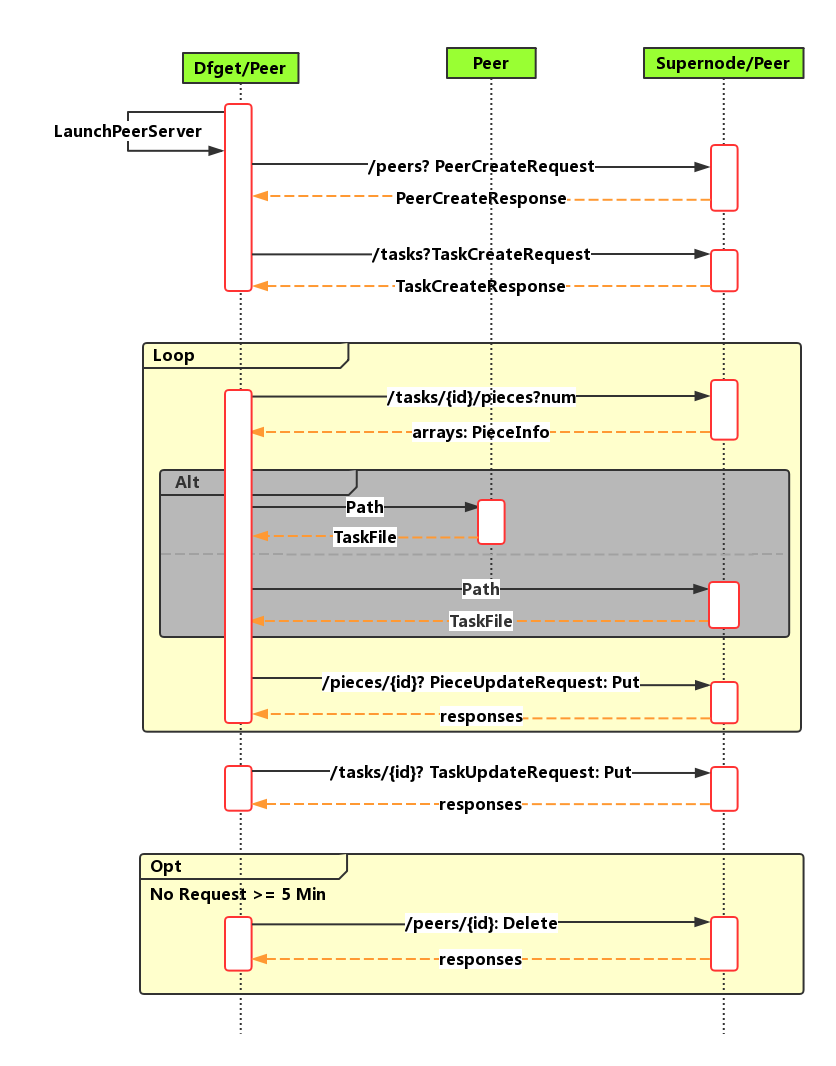 Dfget/Peer
Peer
Supernode/Peer
LaunchPeerServer
/peers? PeerCreateRequest
PeerCreateResponse
/tasks?TaskCreateRequest
TaskCreateResponse
Loop
/tasks/{id}/pieces?num
arrays: PieceInfo
Alt
Path
TaskFile
Path
TaskFile
/pieces/{id}? PieceUpdateRequest: Put
responses
/tasks/{id}? TaskUpdateRequest: Put
responses
Opt
No Request >= 5 Min
/peers/{id}: Delete
responses